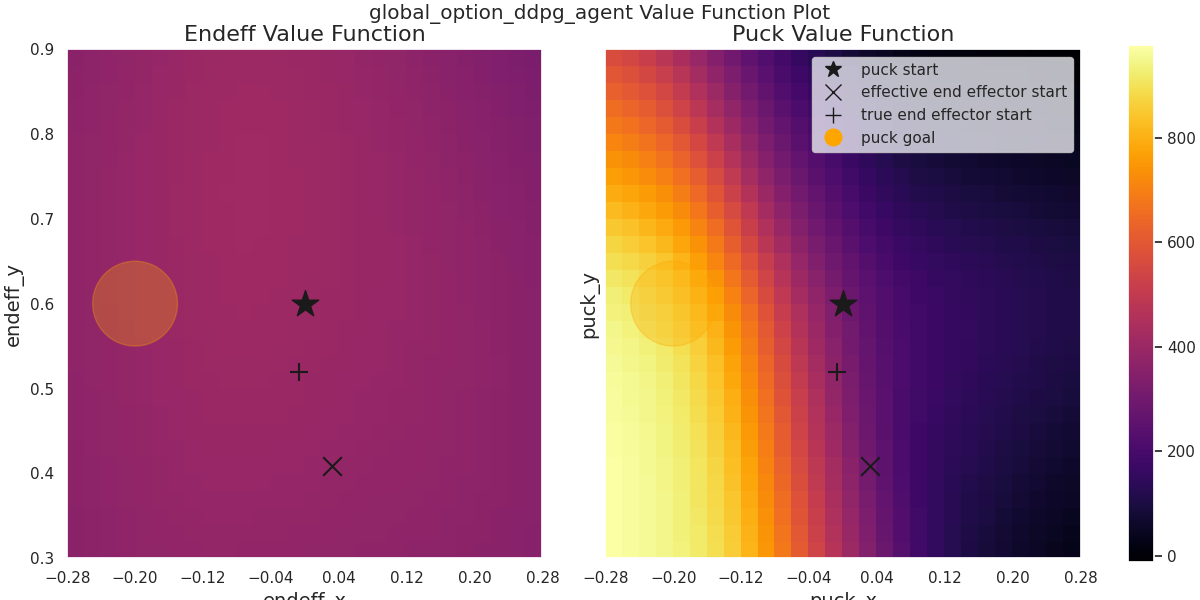 global_option_ddpg_agent Value Function Plot
Endeff Value Function
Puck Value Function
puck start
effective end effector start
true end effector start
puck goal
endeff_y
0.9
0.8
0.7
0.6
0.5
0.4
0.3
−0.28 −0.20 −0.12 −0.04 0.04 0.12 0.20 0.28
endeff_x
puck_y
−0.28 −0.20 −0.12 −0.04 0.04 0.12 0.20 0.28
puck_x
800
600
400
200
0